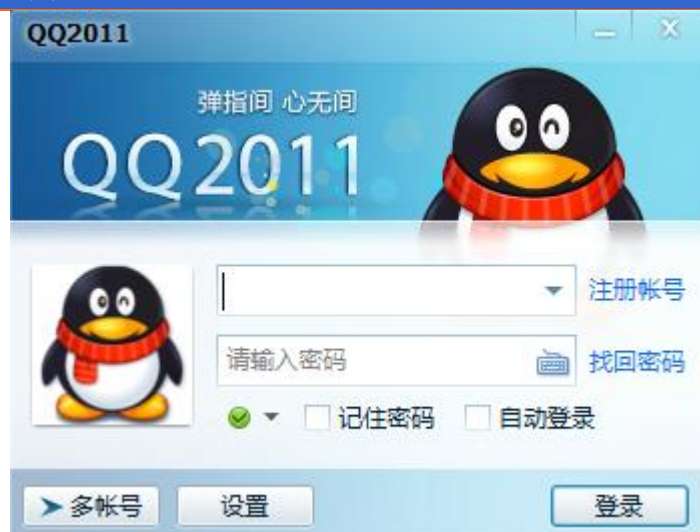 QQ2011
弹指间 心无间
QQ2011
注册帐号
请输入密码
找回密码
记住密码
自动登录
多帐号
设置
登录